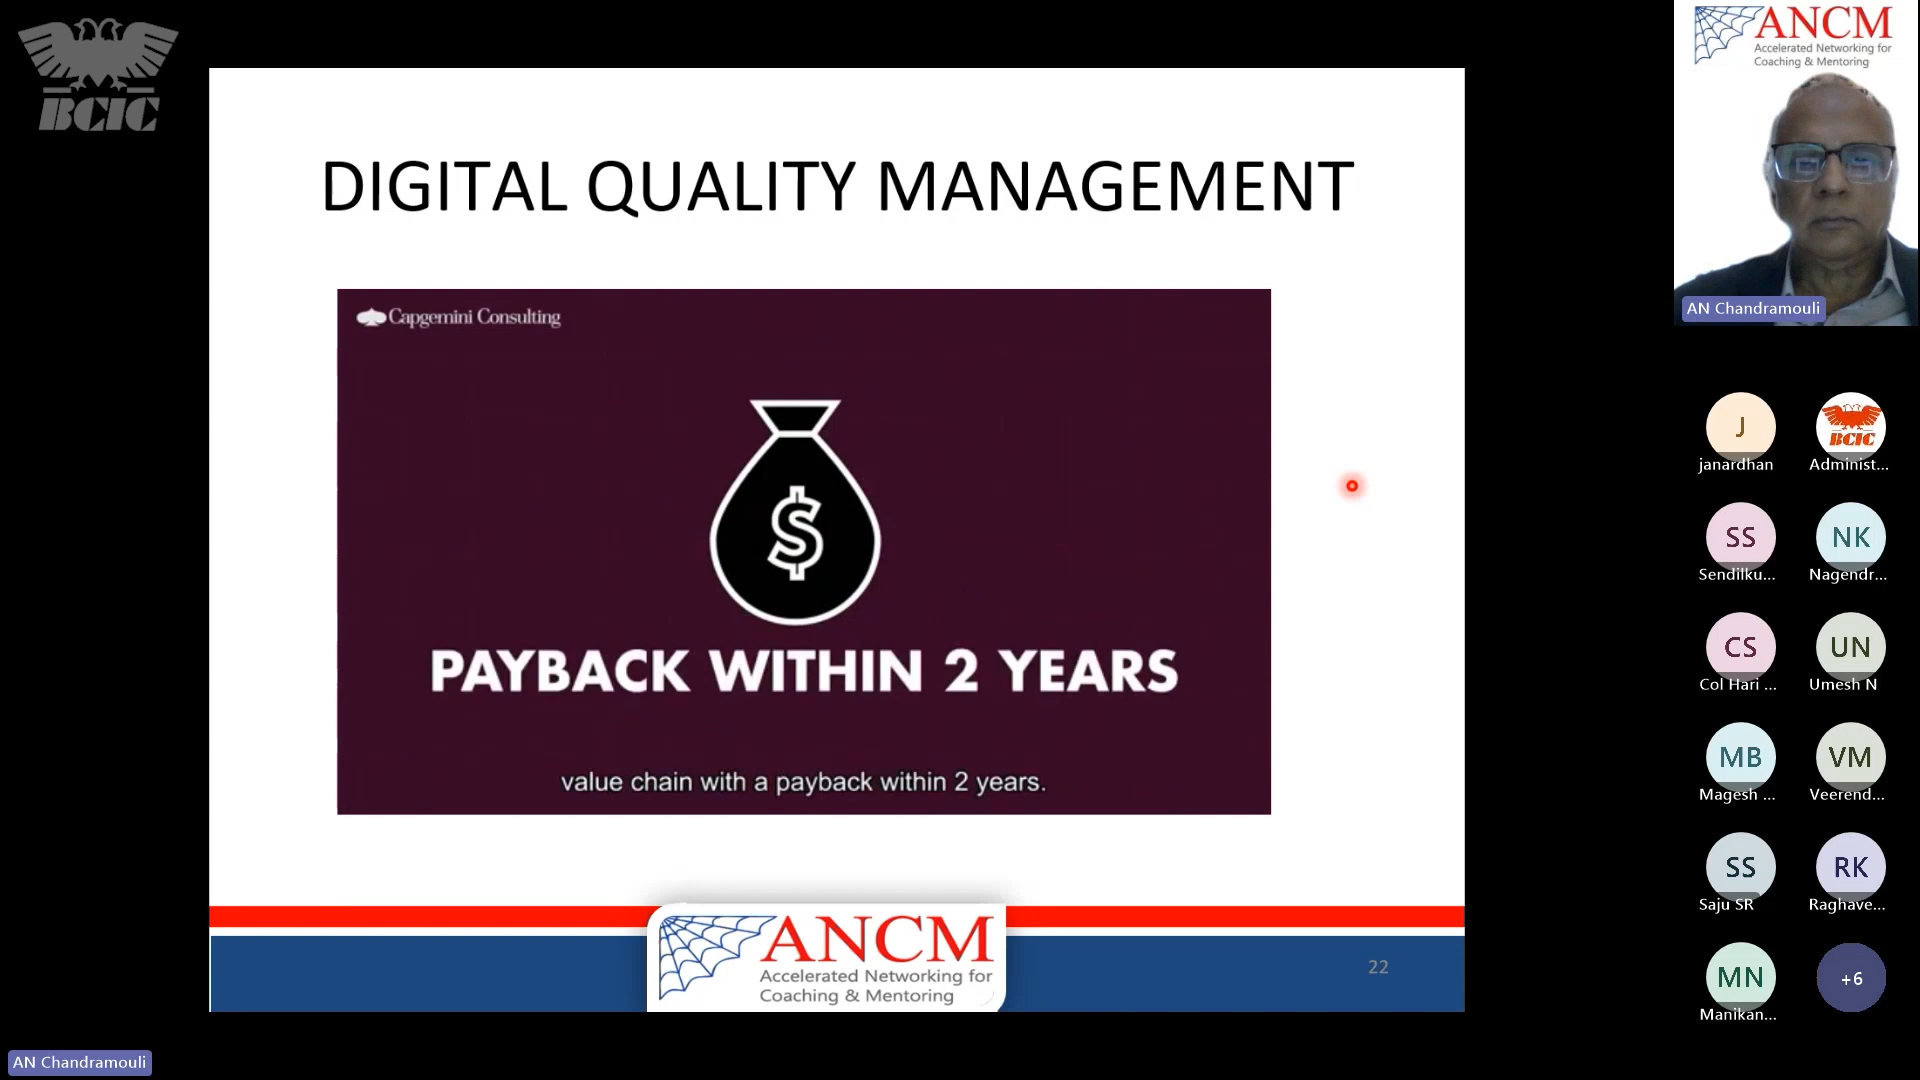 BCIC
DIGITAL QUALITY MANAGEMENT
Capgemini Consulting
$
PAYBACK WITHIN 2 YEARS
value chain with a payback within 2 years.
ANCM
Accelerated Networking for
Coaching & Mentoring
22
AN Chandramouli
ANCM
Accelerated Networking for
Coaching & Mentoring
AN Chandramouli
J
janardhan
BCIC
Administ...
SS
Sendilku...
NK
Nagendr...
CS
Col Hari ...
UN
Umesh N
MB
Magesh ...
VM
Veerend...
SS
Saju SR
RK
Raghave...
MN
Manikan...
+6